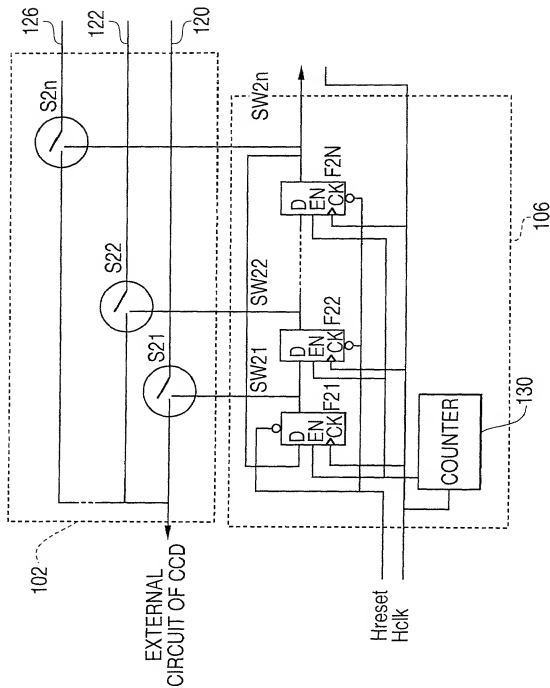 126
122
120
S2n
S22
S21
SW2n
SW22
SW21
D
EN
CK
F21
D
EN
CK
F22
D
EN
CK
F2N
COUNTER
130
106
102
EXTERNAL
CIRCUIT OF CCD
Hreset
Hclk